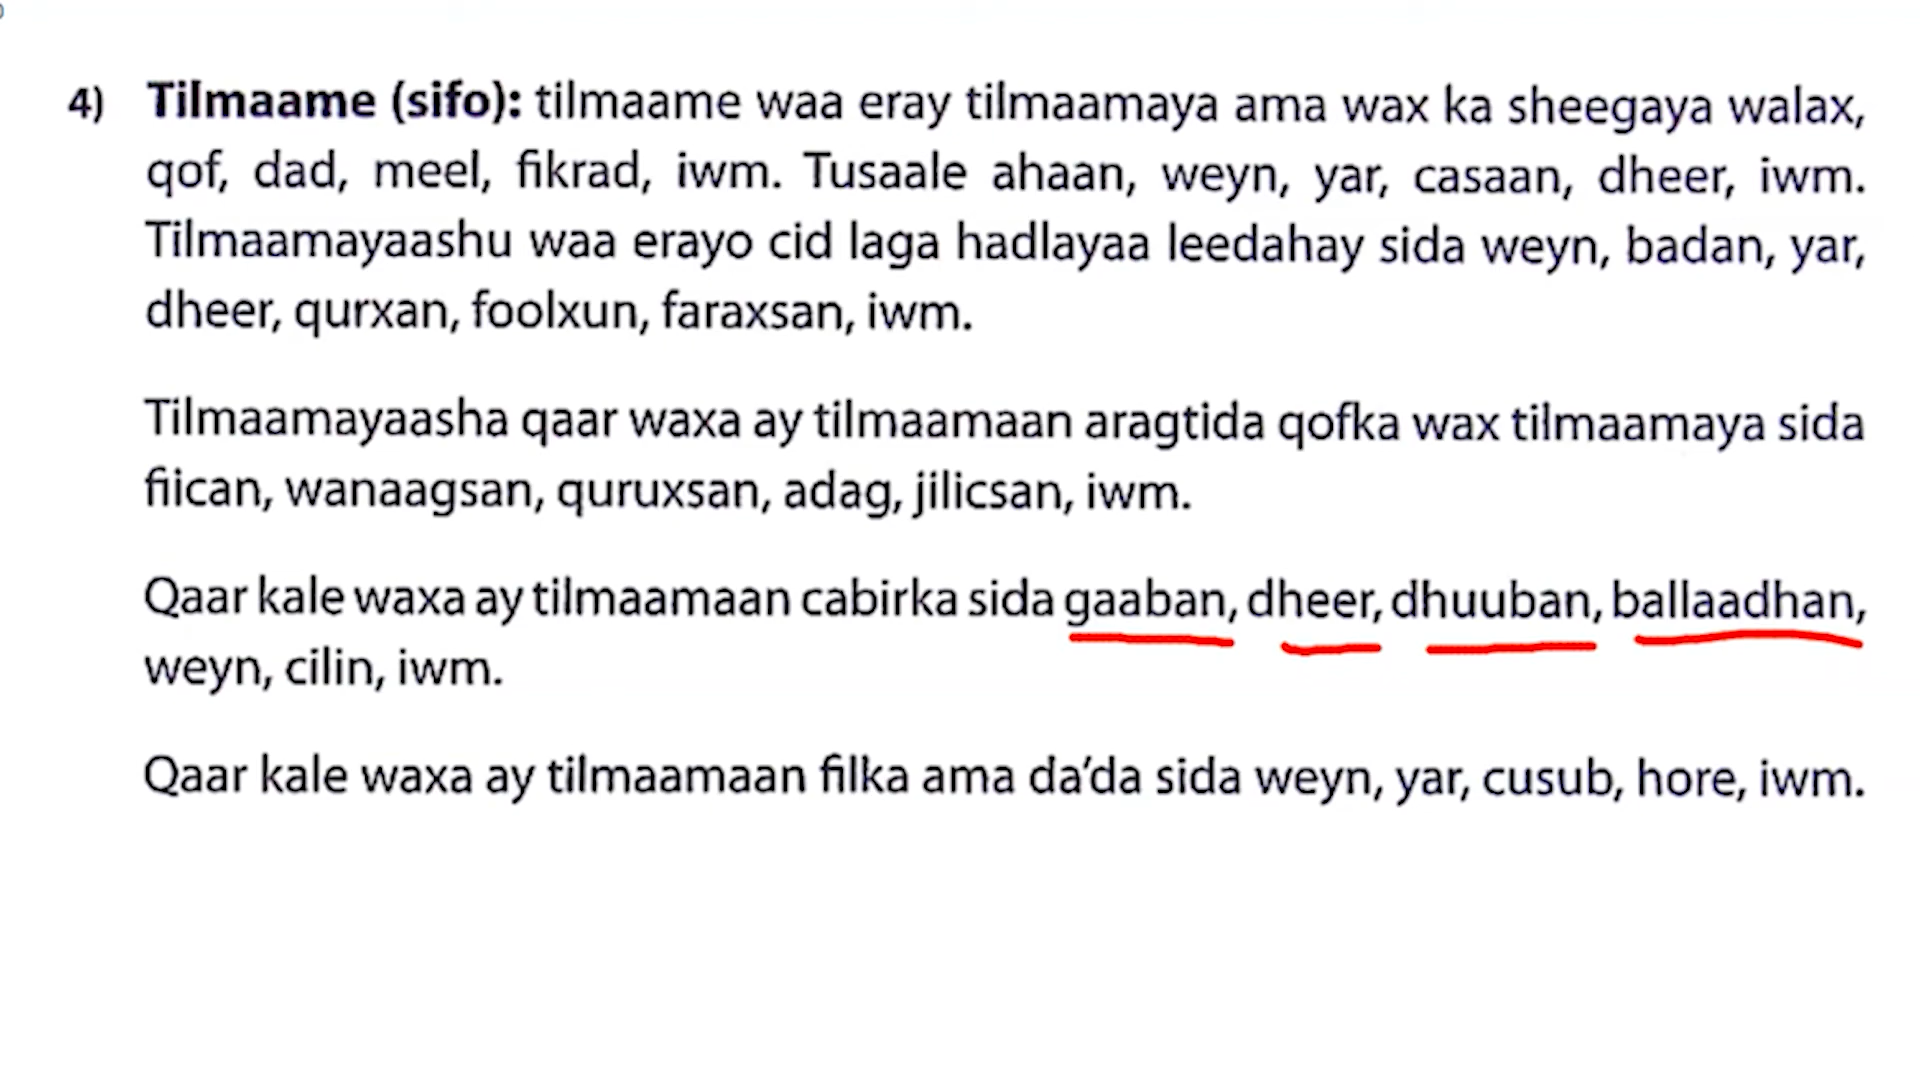 4) Tilmaame (sifo): tilmaame waa eray tilmaamaya ama wax ka sheegaya walax,
qof, dad, meel, fikrad, iwm. Tusaale ahaan, weyn, yar, casaan, dheer, iwm.
Tilmaamayaashu waa erayo cid laga hadlayaa leedahay sida weyn, badan, yar,
dheer, qurxan, foolxun, faraxsan, iwm.
Tilmaamayaasha qaar waxa ay tilmaamaan aragtida qofka wax tilmaamaya sida
fiican, wanaagsan, quruxsan, adag, jilicsan, iwm.
Qaar kale waxa ay tilmaamaan cabirka sida gaaban, dheer, dhuuban, ballaadhan,
weyn, cilin, iwm.
Qaar kale waxa ay tilmaamaan filka ama da’da sida weyn, yar, cusub, hore, iwm.